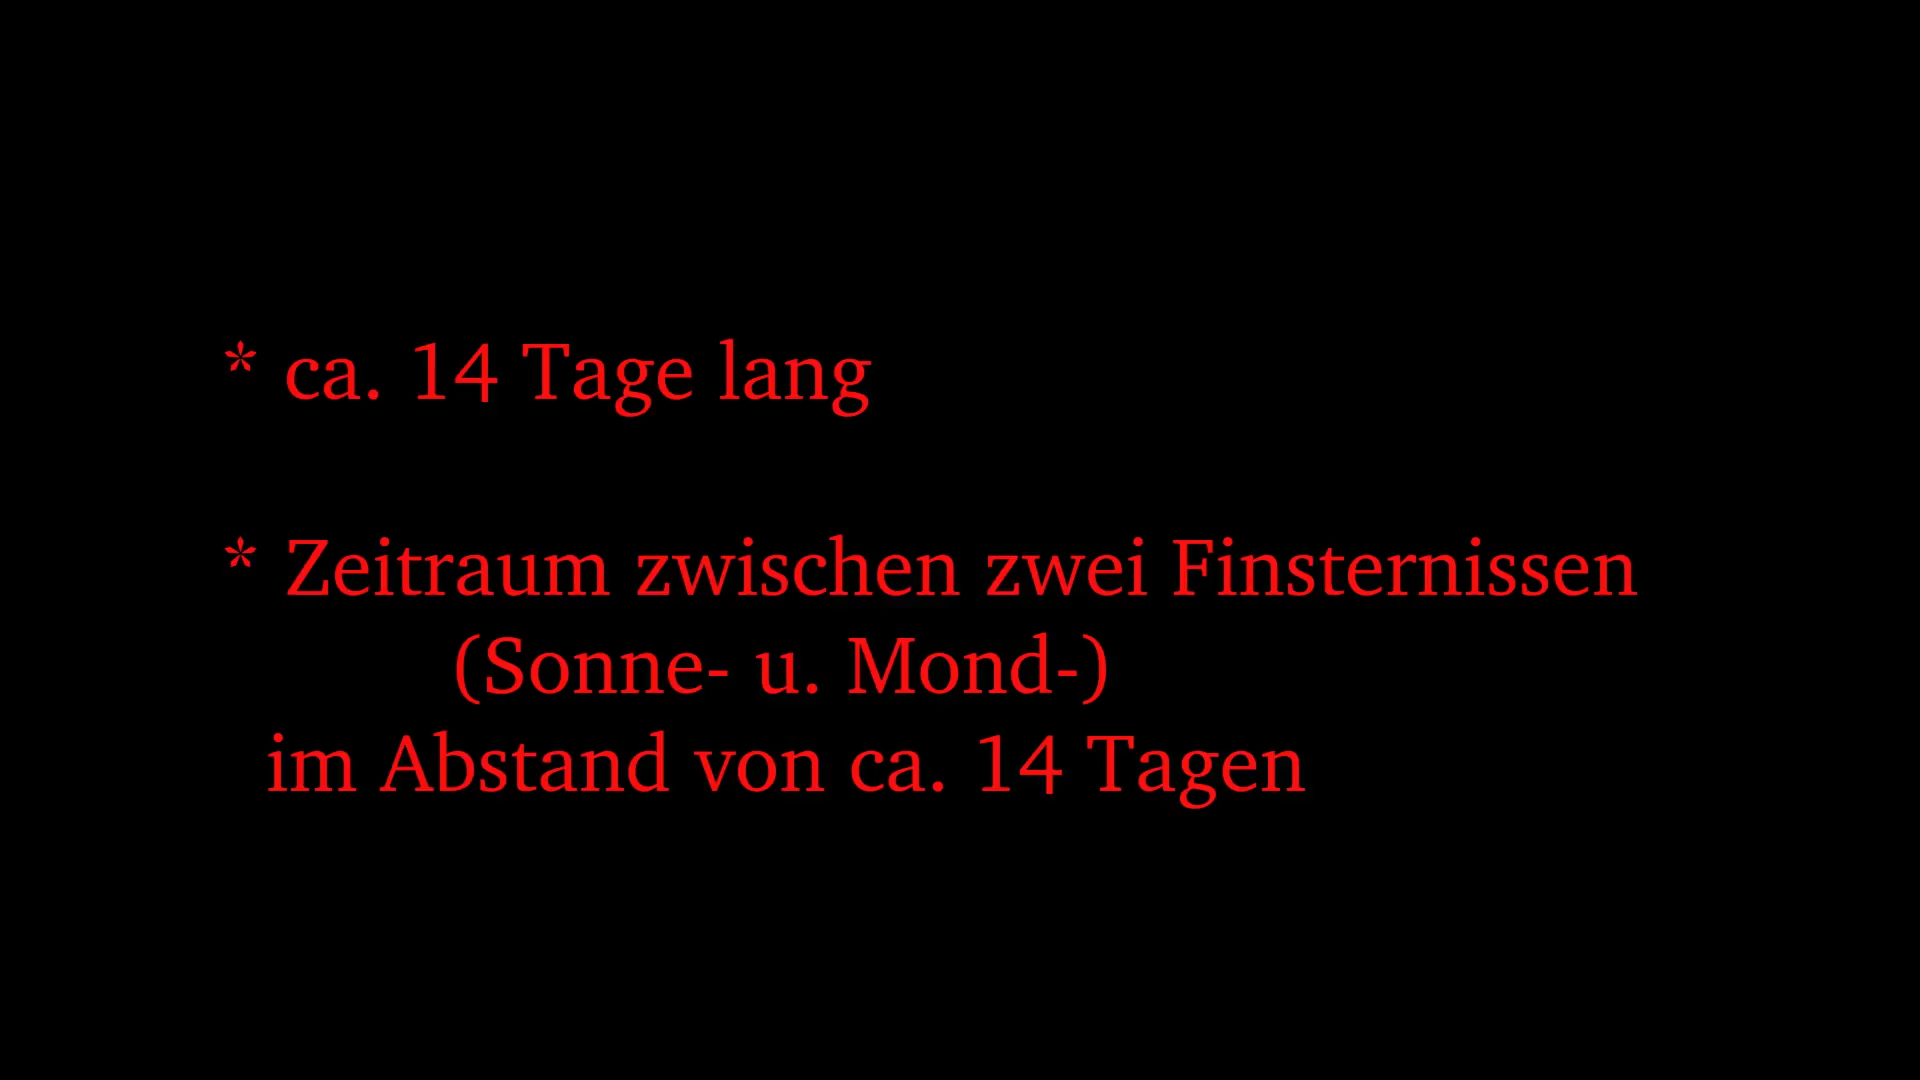 * ca. 14 Tage lang
* Zeitraum zwischen zwei Finsternissen
(Sonne- u. Mond-)
im Abstand von ca. 14 Tagen